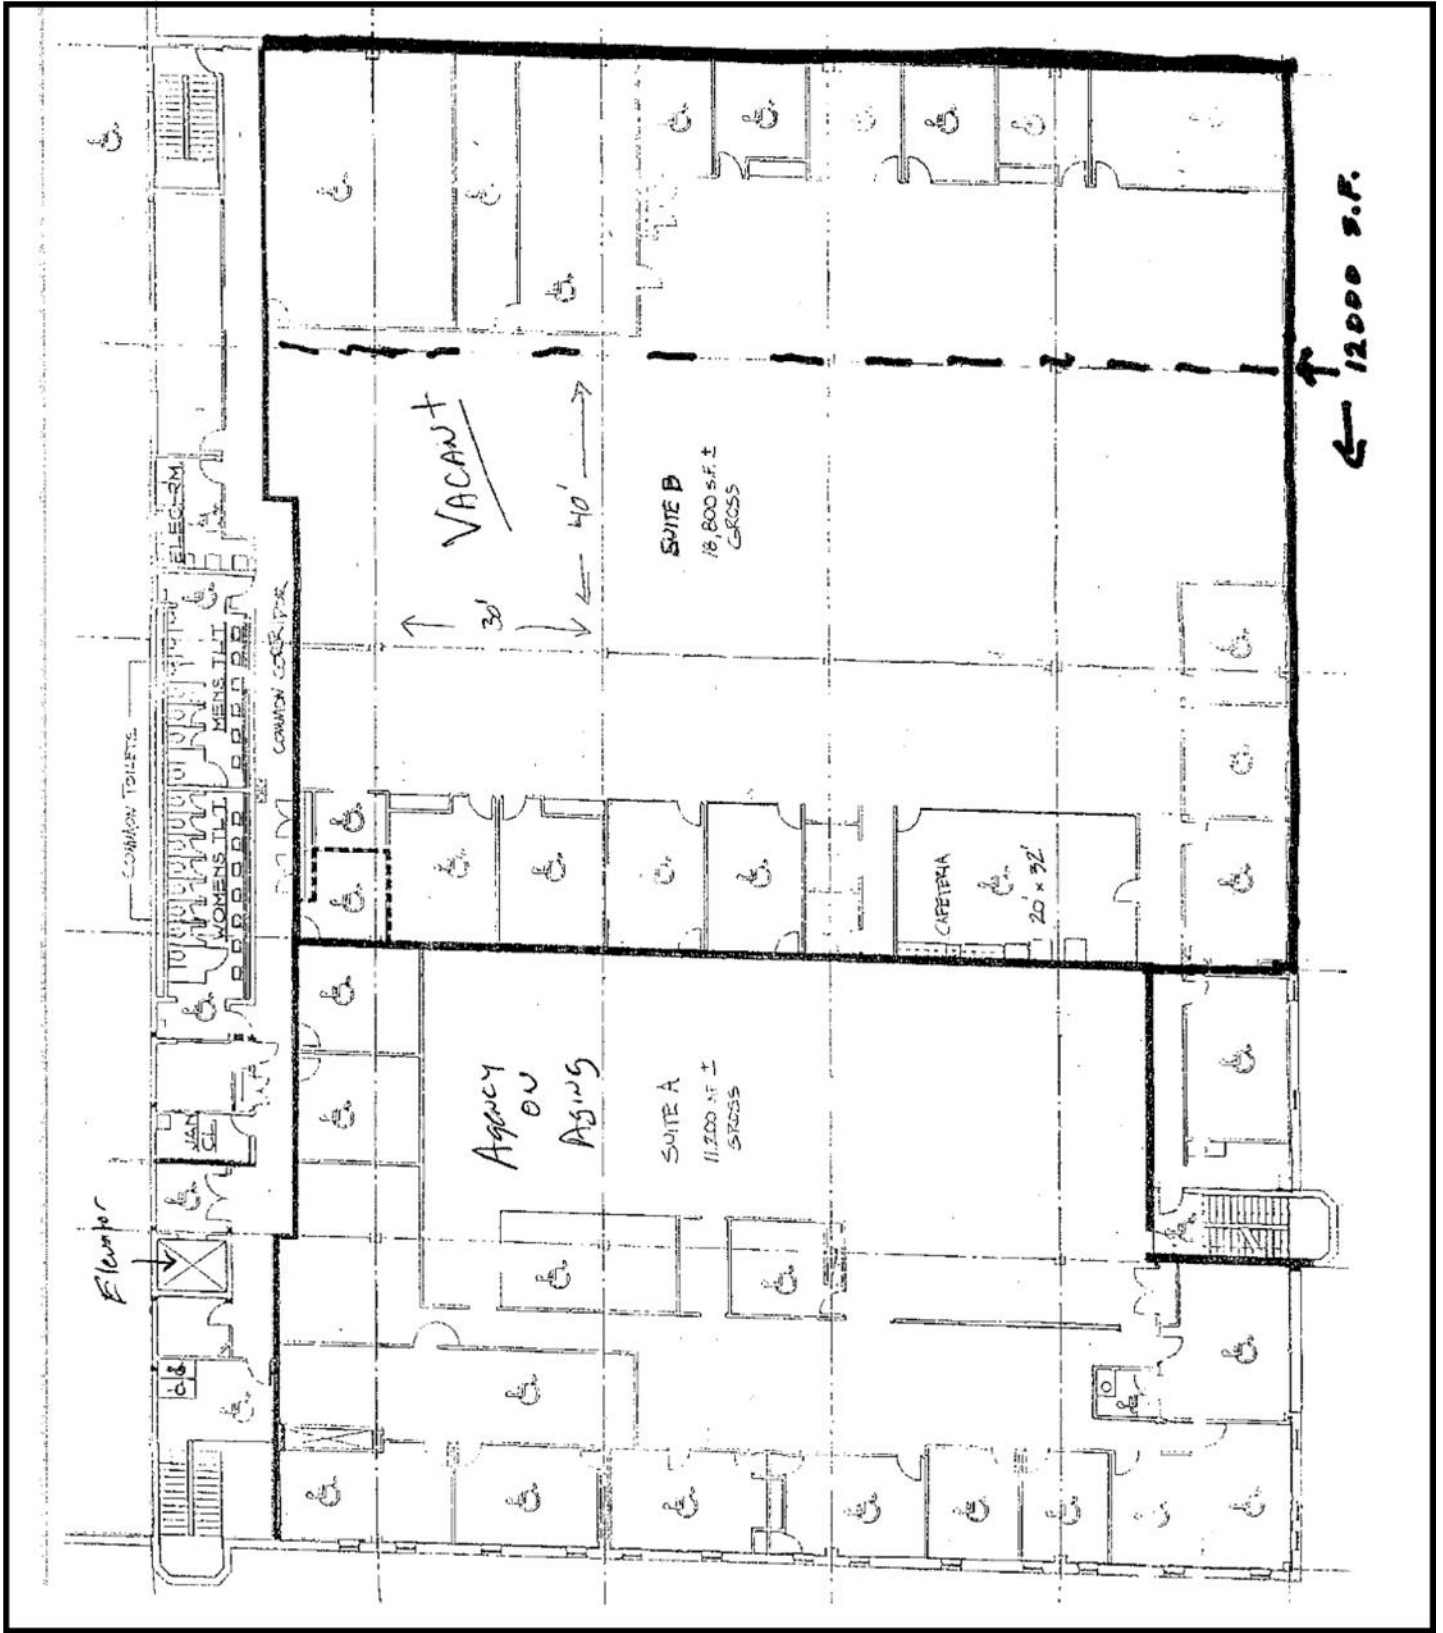 ELEC. RM.
MENS TLT
COMMON CORRIDOR
COMMON TOILETS
WOMENS TLT
JAN
CL
Elevator
VACANT
30'
40'
SUITE B
18,800 S.F. ±
GROSS
← 12000 S.F.
CAFETERIA
20' x 32'
AGENCY
ON
AGING
SUITE A
11,200 S.F. ±
GROSS